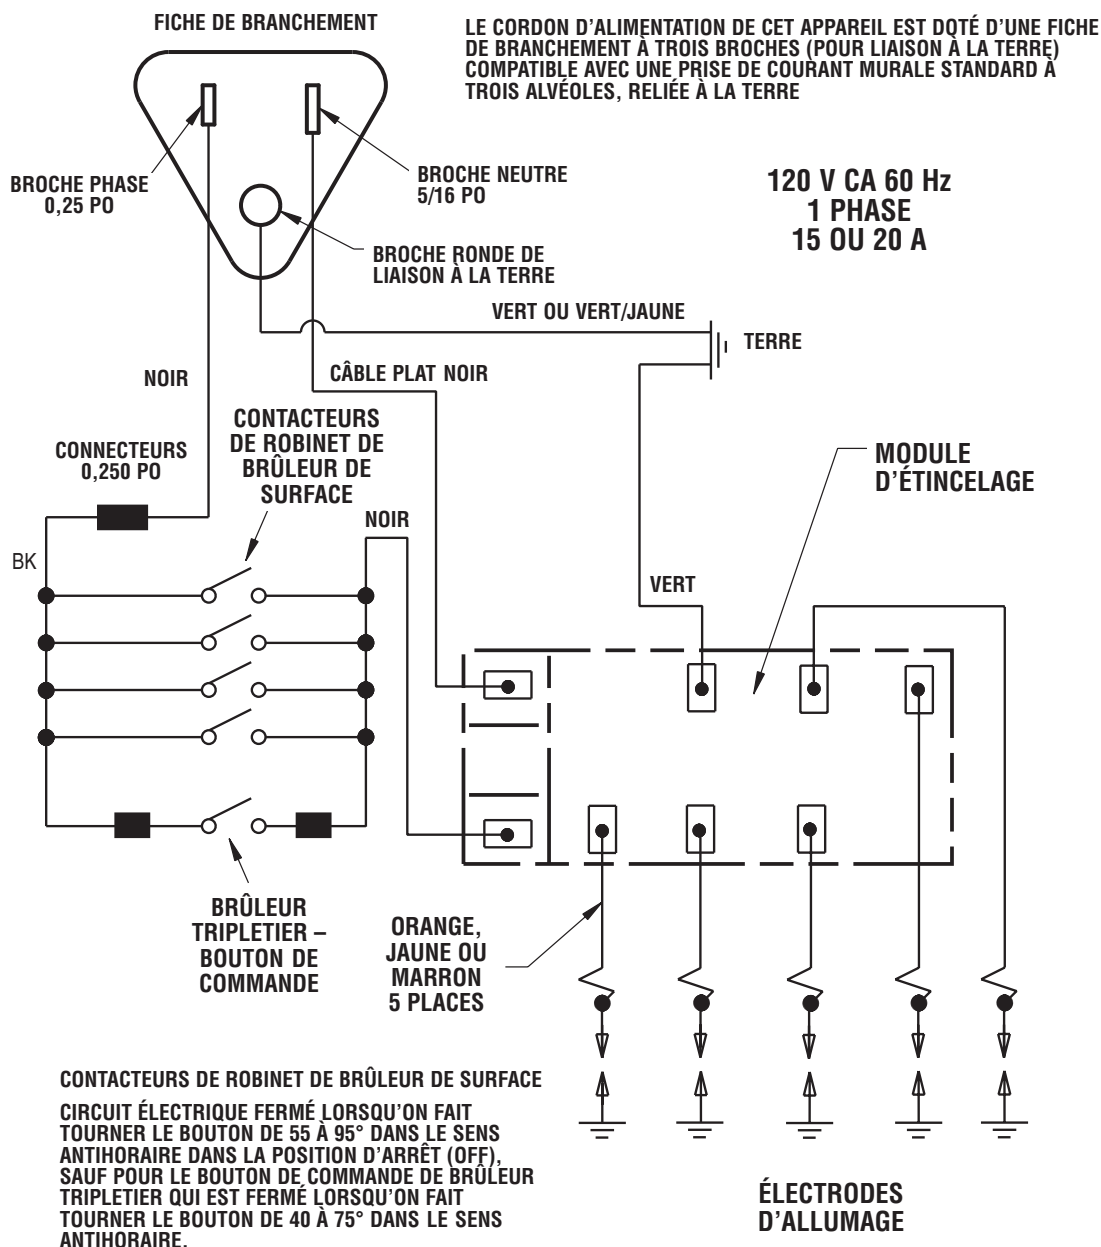 FICHE DE BRANCHEMENT
LE CORDON D'ALIMENTATION DE CET APPAREIL EST DOTÉ D'UNE FICHE
DE BRANCHEMENT À TROIS BROCHES (POUR LIAISON À LA TERRE)
COMPATIBLE AVEC UNE PRISE DE COURANT MURALE STANDARD À
TROIS ALVÉOLES, RELIÉE À LA TERRE
BROCHE PHASE
0,25 PO
BROCHE NEUTRE
5/16 PO
120 V CA 60 Hz
1 PHASE
15 OU 20 A
BROCHE RONDE DE
LIAISON À LA TERRE
VERT OU VERT/JAUNE
TERRE
NOIR
CÂBLE PLAT NOIR
CONTACTEURS
DE ROBINET DE
BRÛLEUR DE
SURFACE
CONNECTEURS
0,250 PO
MODULE
D'ÉTINCELAGE
NOIR
BK
VERT
BRÛLEUR
TRIPLETIER –
BOUTON DE
COMMANDE
ORANGE,
JAUNE OU
MARRON
5 PLACES
CONTACTEURS DE ROBINET DE BRÛLEUR DE SURFACE
CIRCUIT ÉLECTRIQUE FERMÉ LORSQU'ON FAIT
TOURNER LE BOUTON DE 55 À 95° DANS LE SENS
ANTIHORAIRE DANS LA POSITION D'ARRÊT (OFF),
SAUF POUR LE BOUTON DE COMMANDE DE BRÛLEUR
TRIPLETIER QUI EST FERMÉ LORSQU'ON FAIT
TOURNER LE BOUTON DE 40 À 75° DANS LE SENS
ANTIHORAIRE.
ÉLECTRODES
D'ALLUMAGE